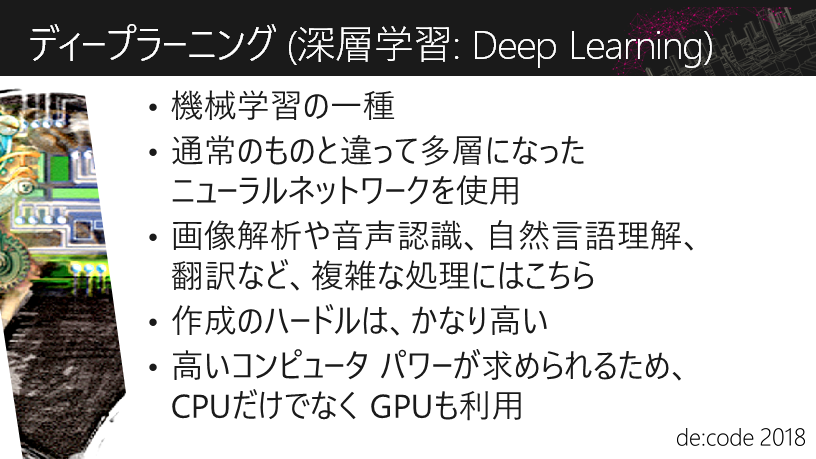 ディープラーニング (深層学習: Deep Learning)
• 機械学習の一種
• 通常のものと違って多層になった
ニューラルネットワークを使用
• 画像解析や音声認識、自然言語理解、
翻訳など、複雑な処理にはこちら
• 作成のハードルは、かなり高い
• 高いコンピュータ パワーが求められるため、
CPUだけでなく GPUも利用
de:code 2018